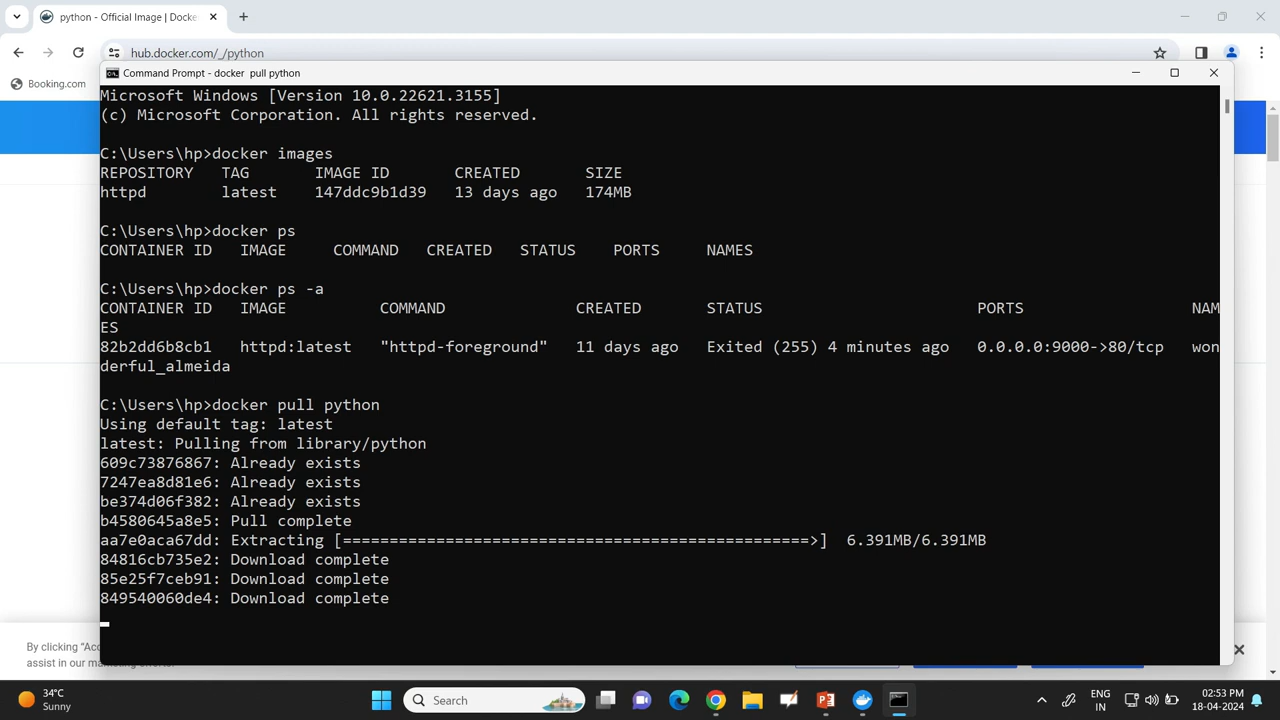 python - Official Image | Docke
hub.docker.com/_/python
Booking.com
Command Prompt - docker pull python
Microsoft Windows [Version 10.0.22621.3155]
(c) Microsoft Corporation. All rights reserved.
C:\Users\hp>docker images
REPOSITORY TAG IMAGE ID CREATED SIZE
httpd latest 147ddc9b1d39 13 days ago 174MB
C:\Users\hp>docker ps
CONTAINER ID IMAGE COMMAND CREATED STATUS PORTS NAMES
C:\Users\hp>docker ps -a
CONTAINER ID IMAGE COMMAND CREATED STATUS PORTS NAM
ES
82b2dd6b8cb1 httpd:latest "httpd-foreground" 11 days ago Exited (255) 4 minutes ago 0.0.0.0:9000->80/tcp won
derful_almeida
C:\Users\hp>docker pull python
Using default tag: latest
latest: Pulling from library/python
609c73876867: Already exists
7247ea8d81e6: Already exists
be374d06f382: Already exists
b4580645a8e5: Pull complete
aa7e0aca67dd: Extracting [==================================================>] 6.391MB/6.391MB
84816cb735e2: Download complete
85e25f7ceb91: Download complete
849540060de4: Download complete
By clicking "Acc
assist in our
34°C
Sunny
Search
ENG
IN
02:53 PM
18-04-2024